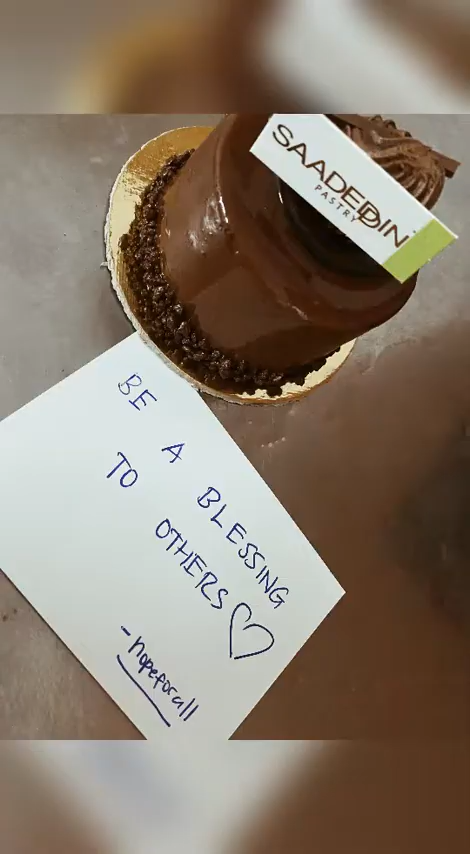 SAADEDDIN
PASTRY
BE A BLESSING
TO OTHERS♡
-hopeforall